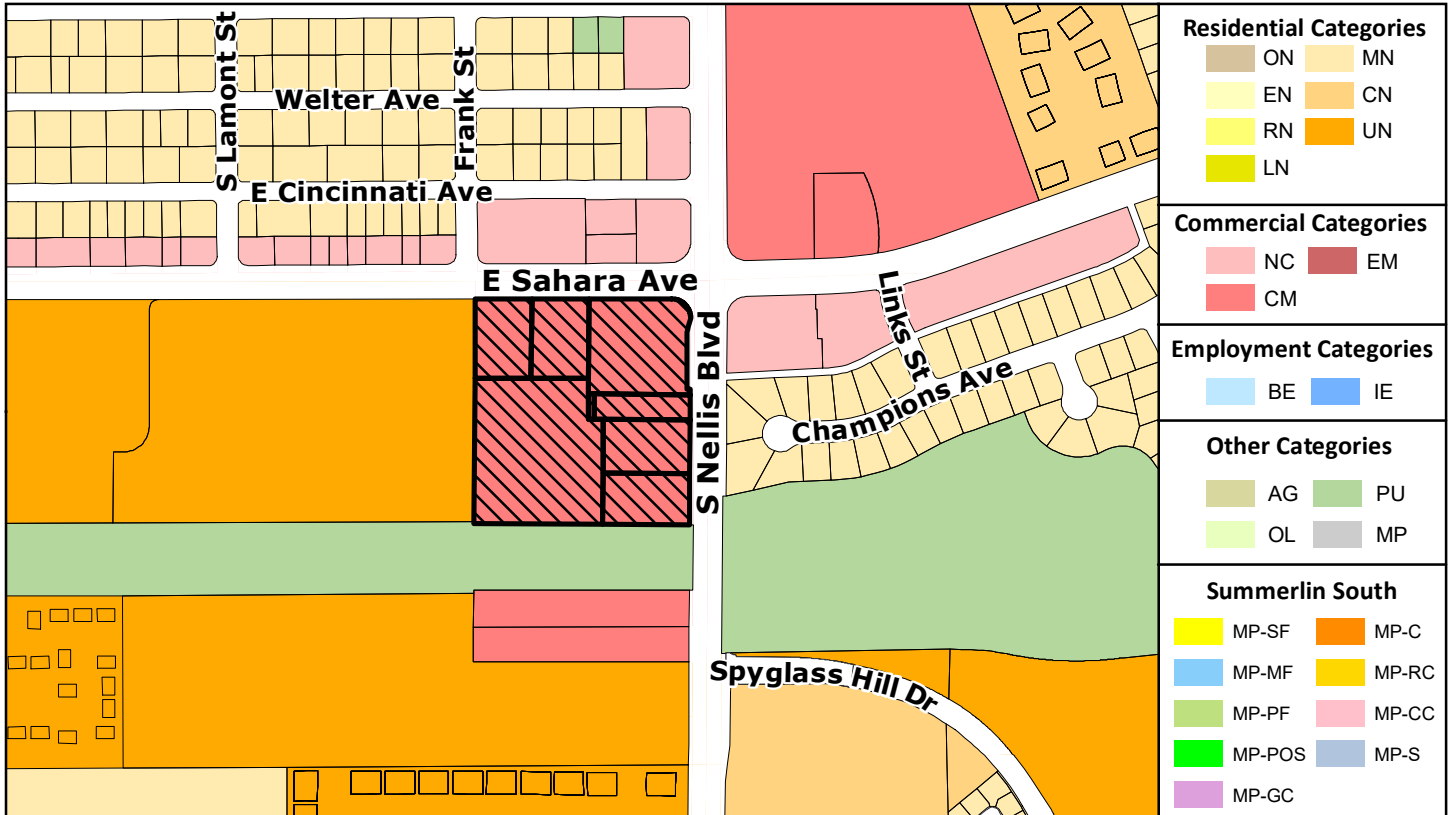 S Lamont St
Frank St
Welter Ave
E Cincinnati Ave
E Sahara Ave
S Nellis Blvd
Links St
Champions Ave
Spyglass Hill Dr
Residential Categories
ON MN
EN CN
RN UN
LN
Commercial Categories
NC EM
CM
Employment Categories
BE IE
Other Categories
AG PU
OL MP
Summerlin South
MP-SF MP-C
MP-MF MP-RC
MP-PF MP-CC
MP-POS MP-S
MP-GC